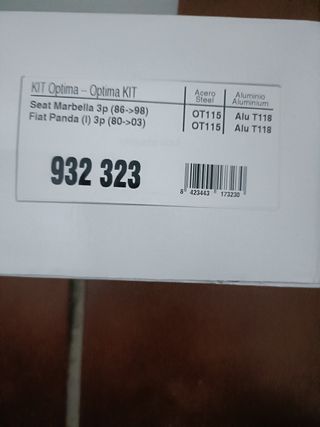 KIT Optima – Optima KIT
Acero
Steel
Aluminio
Aluminium
Seat Marbella 3p (86->98) OT115 Alu T118
Fiat Panda (I) 3p (80->03) OT115 Alu T118
932 323
8 423443 173230